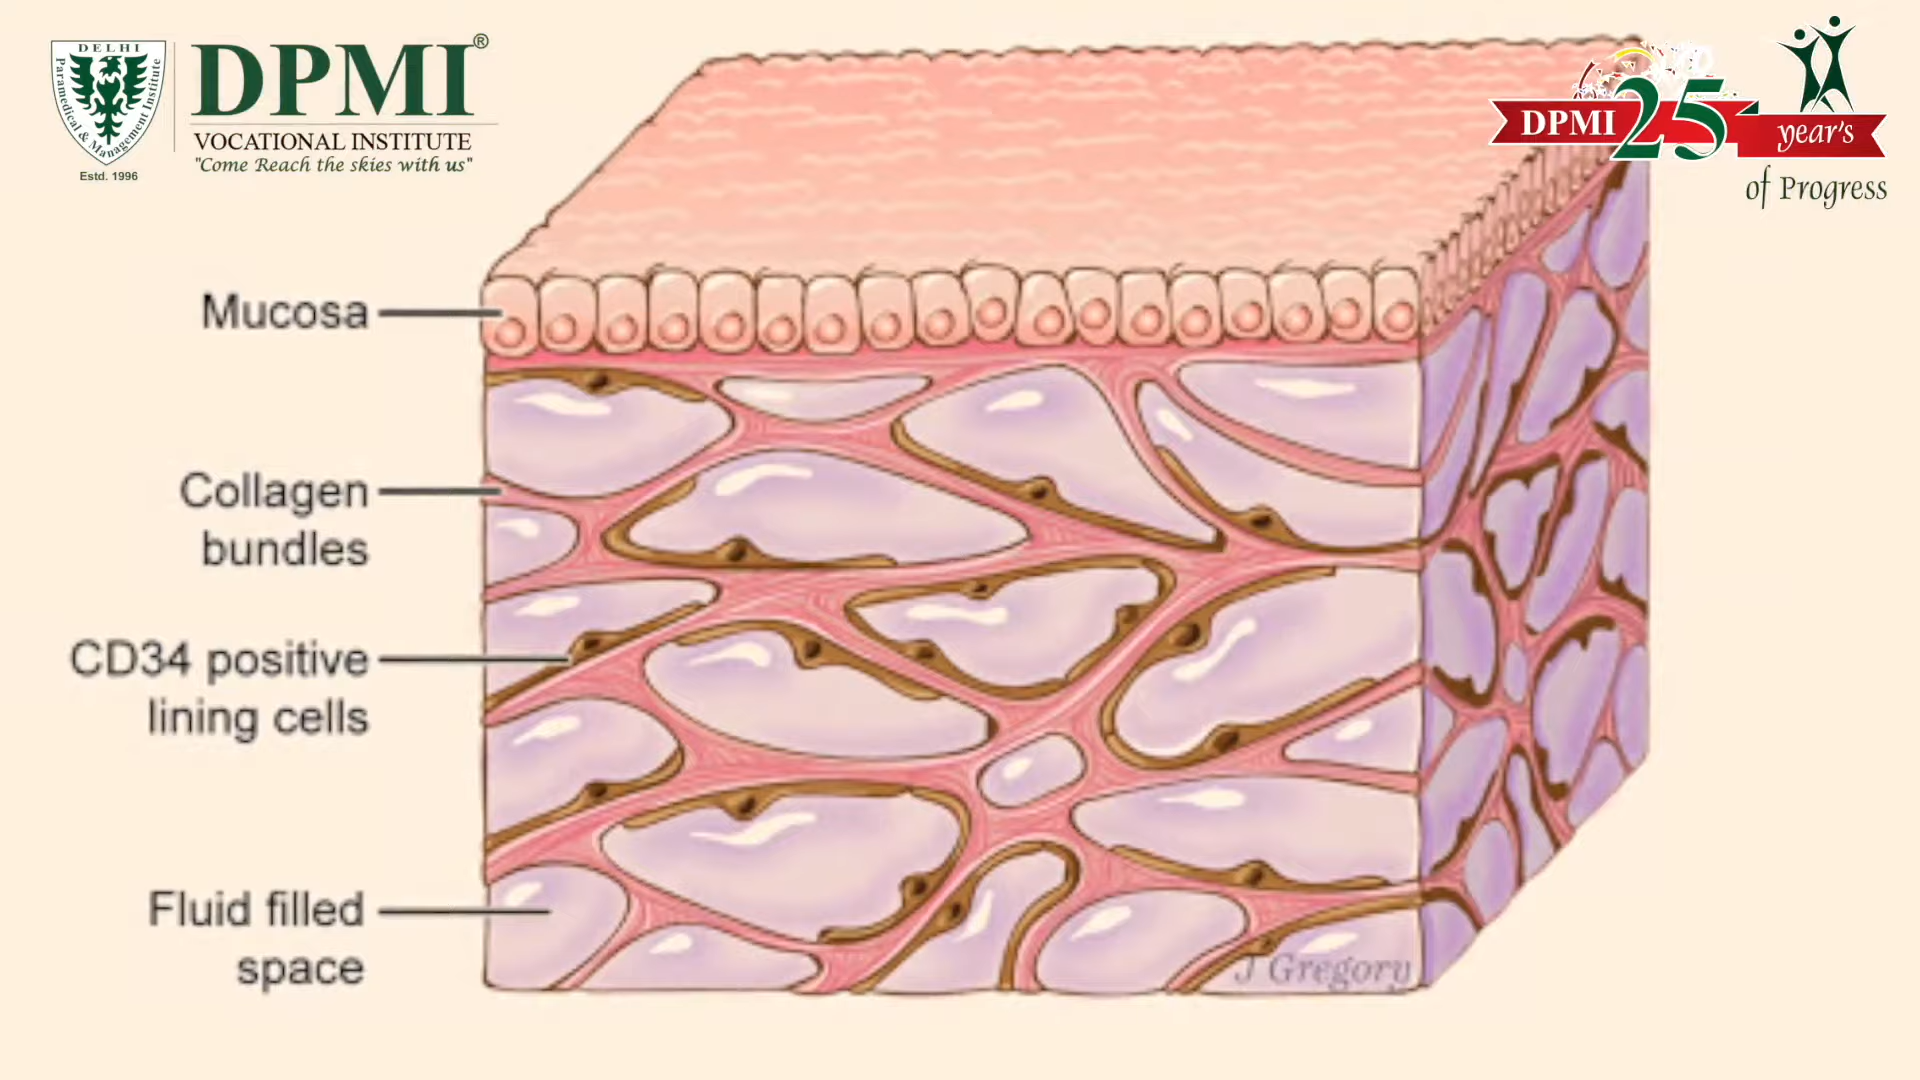 DELHI
Paramedical & Management Institute
Estd. 1996
DPMI®
VOCATIONAL INSTITUTE
"Come Reach the skies with us"
DPMI 25 year's
of Progress
Mucosa
Collagen
bundles
CD34 positive
lining cells
Fluid filled
space
J Gregory